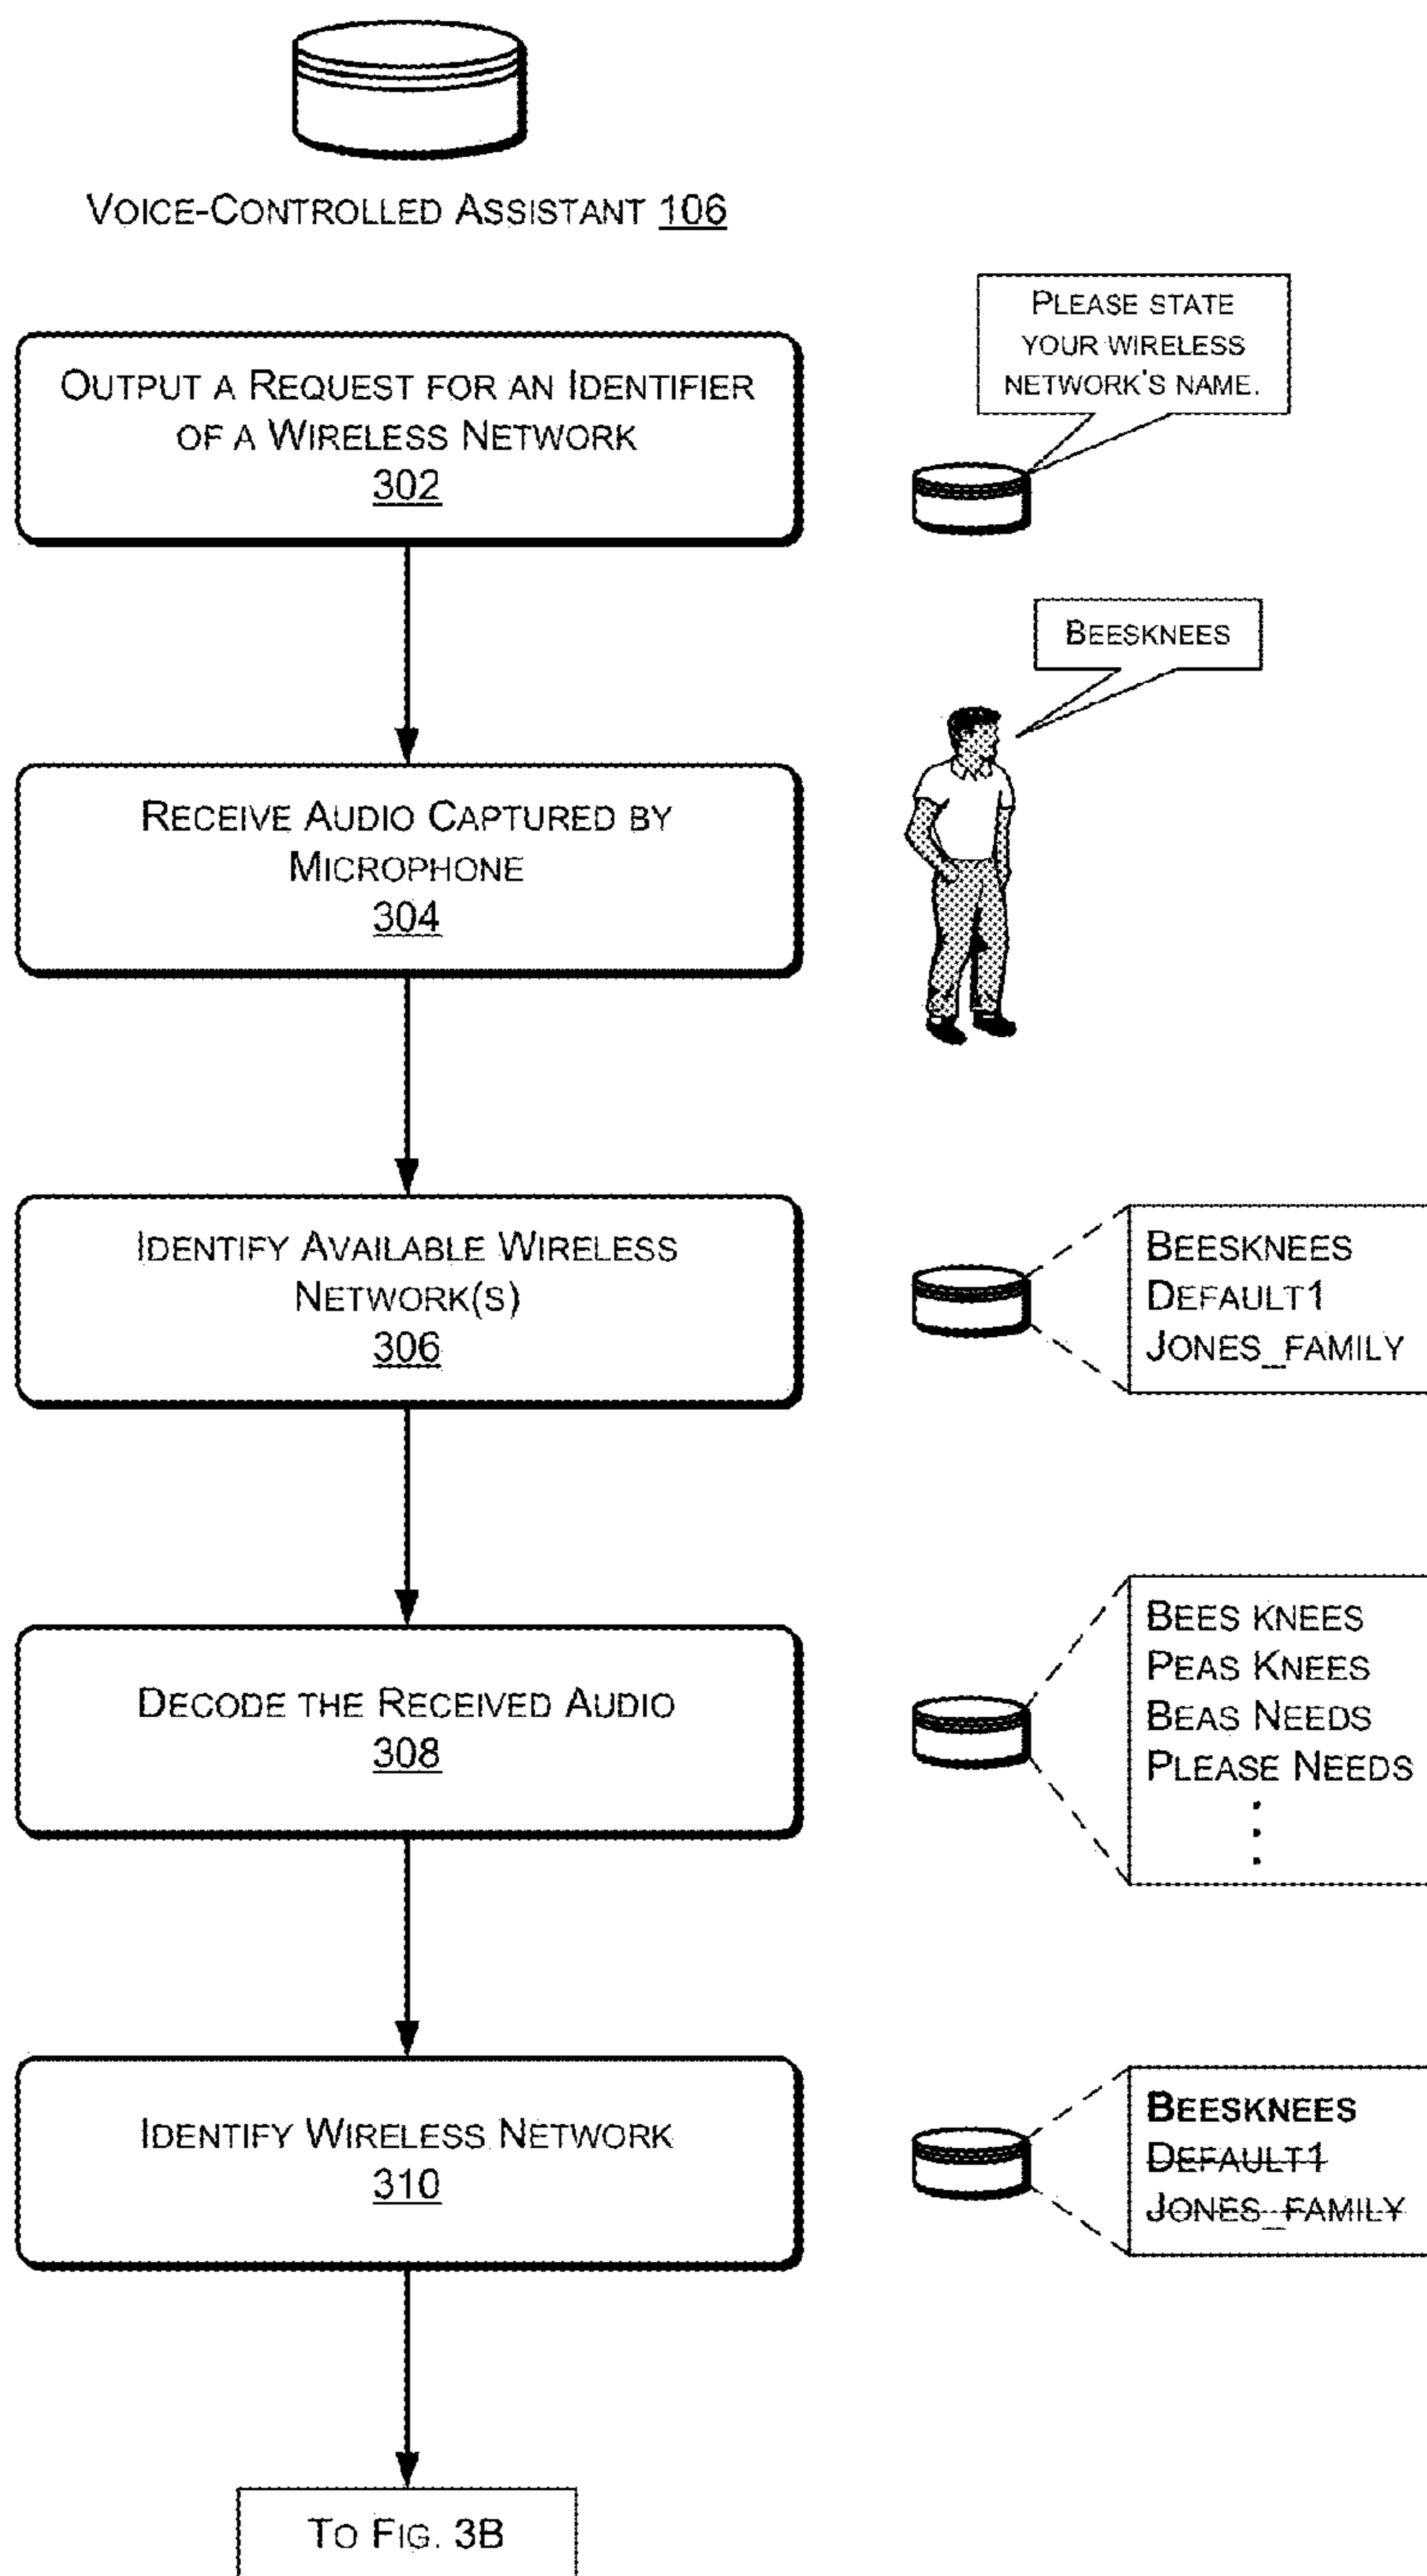 VOICE-CONTROLLED ASSISTANT 106
PLEASE STATE
YOUR WIRELESS
NETWORK'S NAME.
OUTPUT A REQUEST FOR AN IDENTIFIER
OF A WIRELESS NETWORK
302
BEESKNEES
RECEIVE AUDIO CAPTURED BY
MICROPHONE
304
IDENTIFY AVAILABLE WIRELESS
NETWORK(S)
306
BEESKNEES
DEFAULT1
JONES_FAMILY
DECODE THE RECEIVED AUDIO
308
BEES KNEES
PEAS KNEES
BEAS NEEDS
PLEASE NEEDS
IDENTIFY WIRELESS NETWORK
310
BEESKNEES
DEFAULT1
JONES_FAMILY
TO FIG. 3B